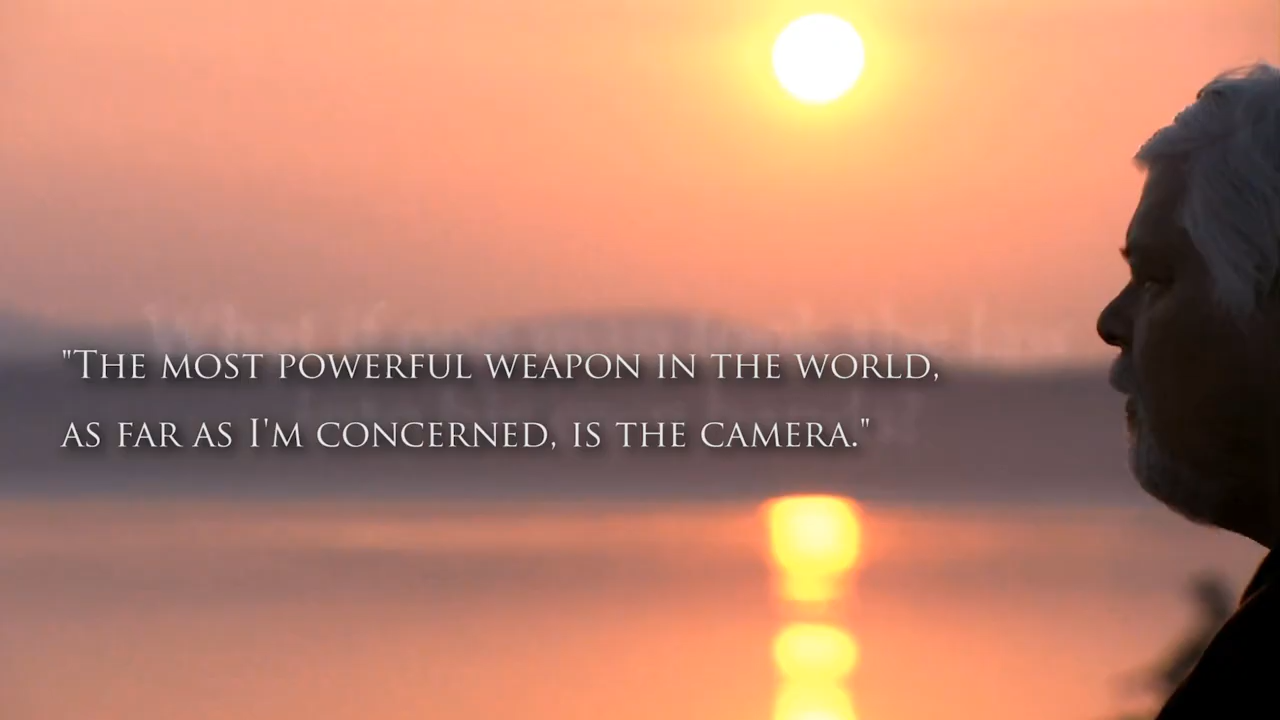 "The most powerful weapon in the world,
as far as I'm concerned, is the camera."